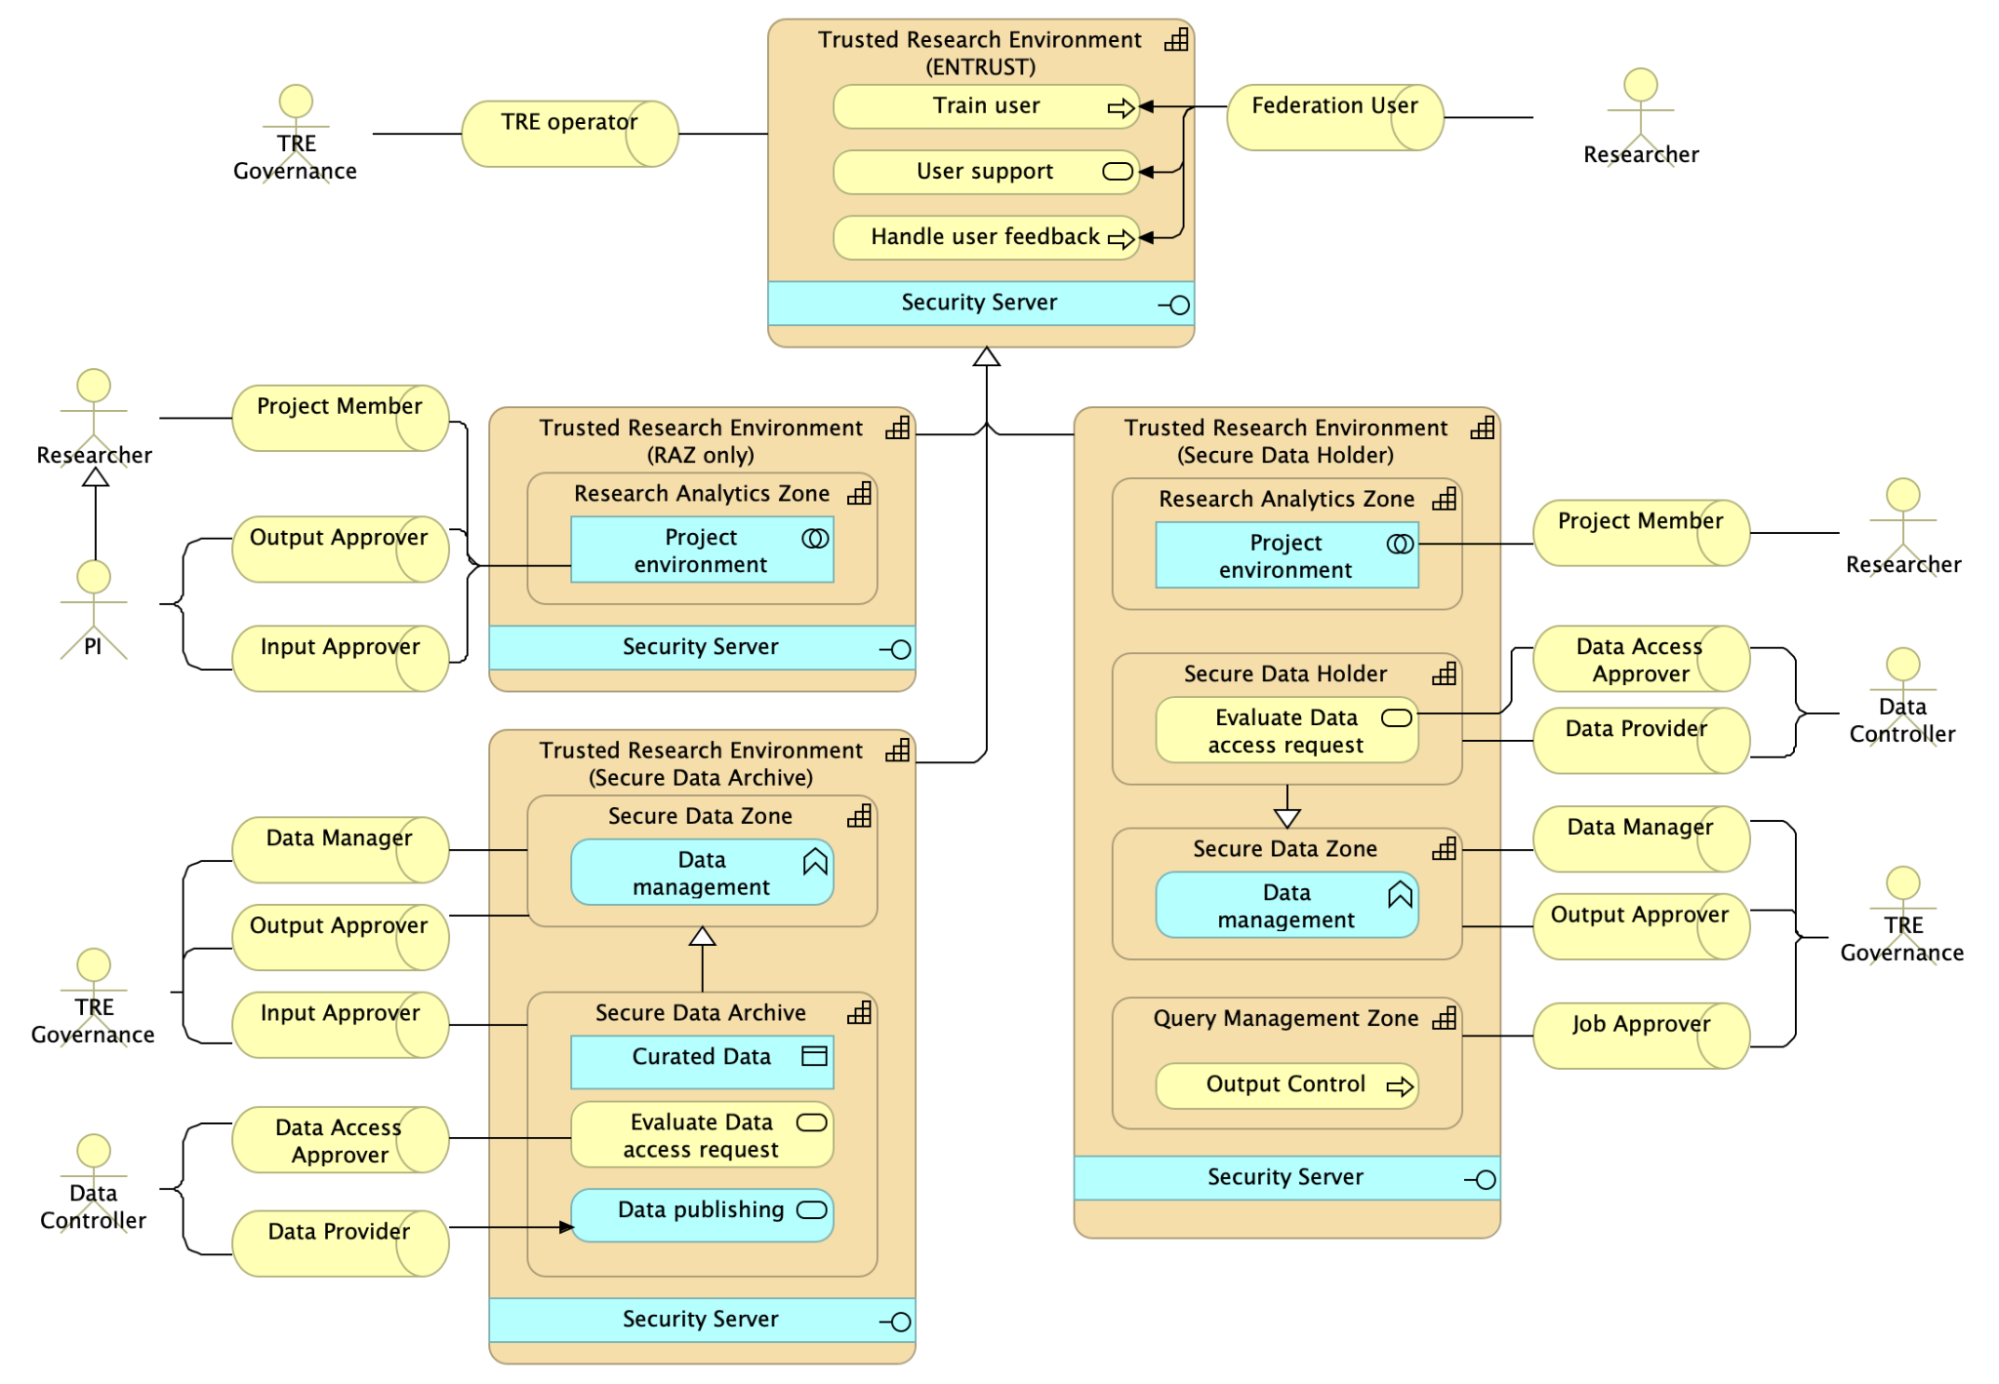 Trusted Research Environment
(ENTRUST)
Train user
User support
Handle user feedback
Security Server
TRE
Governance
TRE operator
Federation User
Researcher
Researcher
PI
Project Member
Output Approver
Input Approver
Trusted Research Environment
(RAZ only)
Research Analytics Zone
Project
environment
Security Server
Trusted Research Environment
(Secure Data Holder)
Research Analytics Zone
Project
environment
Secure Data Holder
Evaluate Data
access request
Secure Data Zone
Data
management
Query Management Zone
Output Control
Security Server
Project Member
Researcher
Data Access
Approver
Data Provider
Data
Controller
Data Manager
Output Approver
Job Approver
TRE
Governance
Trusted Research Environment
(Secure Data Archive)
Secure Data Zone
Data
management
Secure Data Archive
Curated Data
Evaluate Data
access request
Data publishing
Security Server
Data Manager
Output Approver
Input Approver
TRE
Governance
Data Access
Approver
Data Provider
Data
Controller